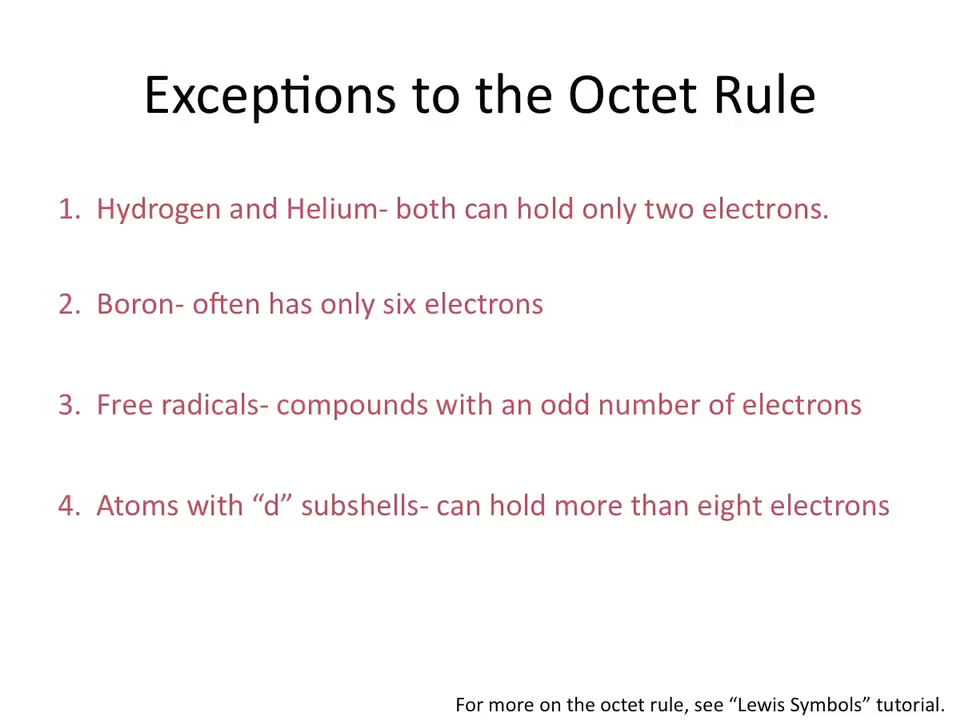 Exceptions to the Octet Rule
1. Hydrogen and Helium- both can hold only two electrons.
2. Boron- often has only six electrons
3. Free radicals- compounds with an odd number of electrons
4. Atoms with “d” subshells- can hold more than eight electrons
For more on the octet rule, see “Lewis Symbols” tutorial.